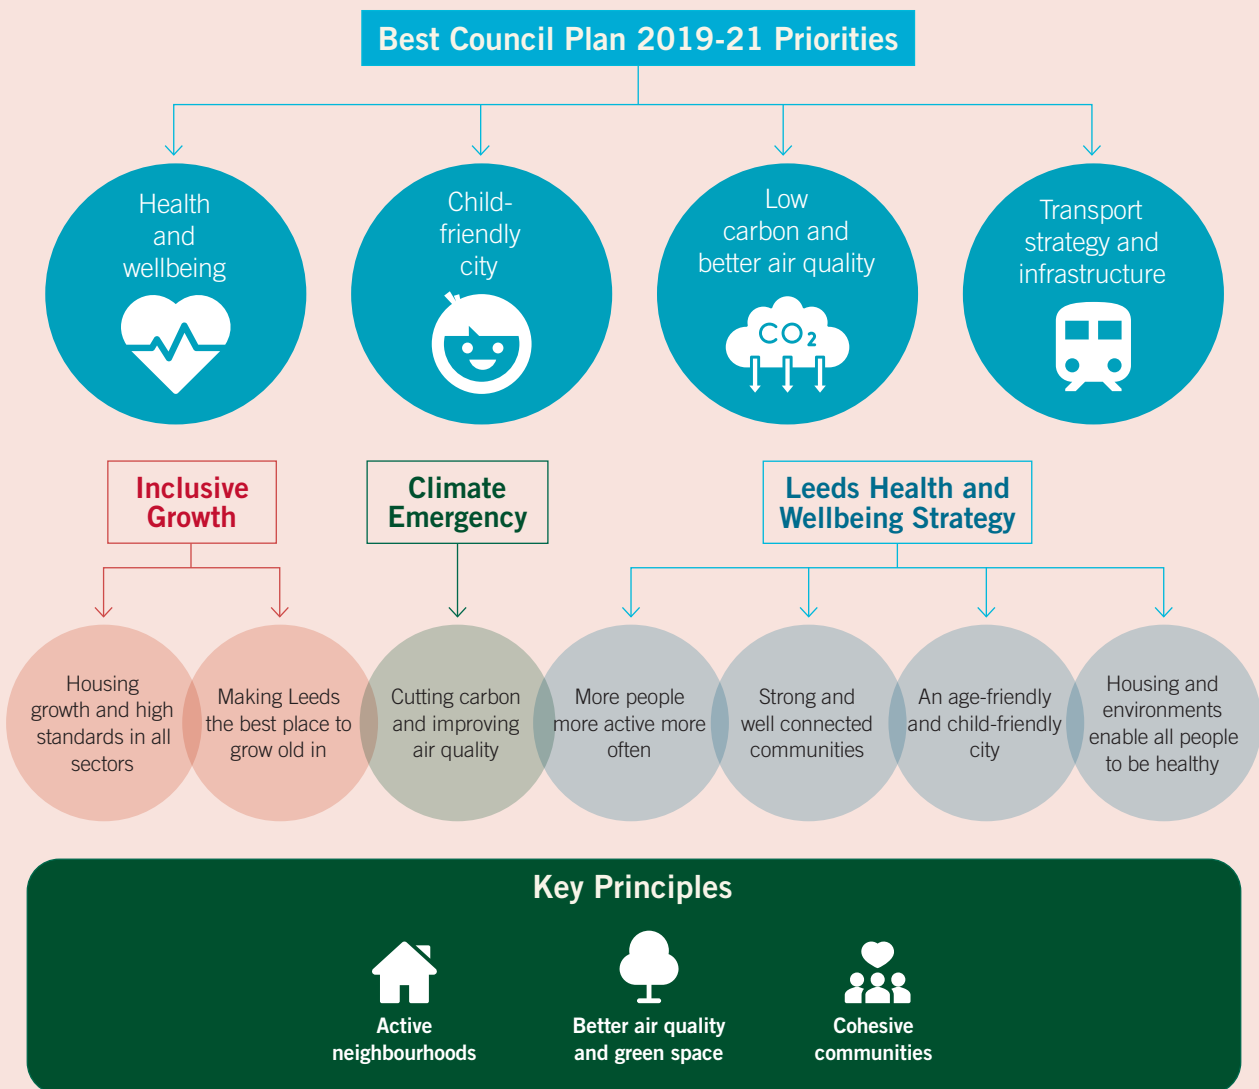 Best Council Plan 2019-21 Priorities
Health
and
wellbeing
Child-
friendly
city
Low
carbon and
better air quality
CO2
Transport
strategy and
infrastructure
Inclusive
Growth
Climate
Emergency
Leeds Health and
Wellbeing Strategy
Housing
growth and high
standards in all
sectors
Making Leeds
the best place to
grow old in
Cutting carbon
and improving
air quality
More people
more active more
often
Strong and
well connected
communities
An age-friendly
and child-friendly
city
Housing and
environments
enable all people
to be healthy
Key Principles
Active
neighbourhoods
Better air quality
and green space
Cohesive
communities